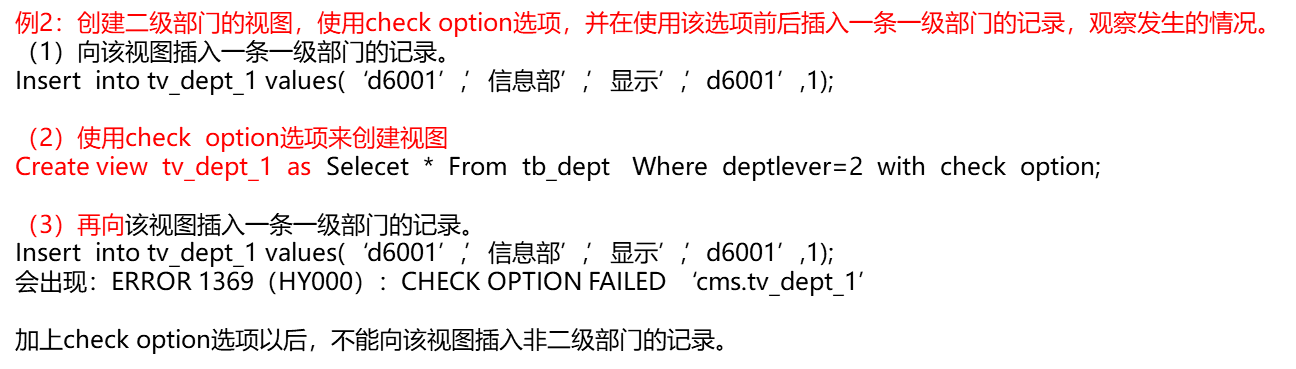 例2：创建二级部门的视图，使用check option选项，并在使用该选项前后插入一条一级部门的记录，观察发生的情况。
（1）向该视图插入一条一级部门的记录。
Insert into tv_dept_1 values(‘d6001’,’信息部’,’显示’,’d6001’,1);
（2）使用check option选项来创建视图
Create view tv_dept_1 as Selecet * From tb_dept Where deptlever=2 with check option;
（3）再向该视图插入一条一级部门的记录。
Insert into tv_dept_1 values(‘d6001’,’信息部’,’显示’,’d6001’,1);
会出现：ERROR 1369（HY000）：CHECK OPTION FAILED ‘cms.tv_dept_1’
加上check option选项以后，不能向该视图插入非二级部门的记录。